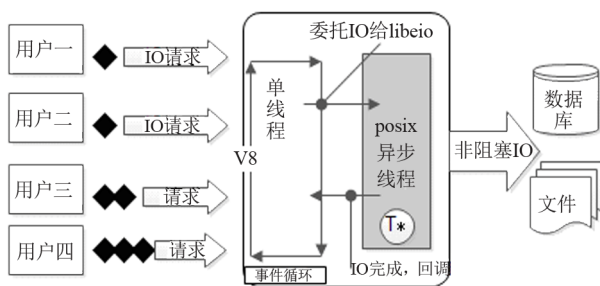 用户一
IO请求
用户二
IO请求
用户三
请求
用户四
请求
委托IO给libeio
单
线
程
V8
posix
异步
线程
T*
事件循环
IO完成，回调
非阻塞IO
数据
库
文件